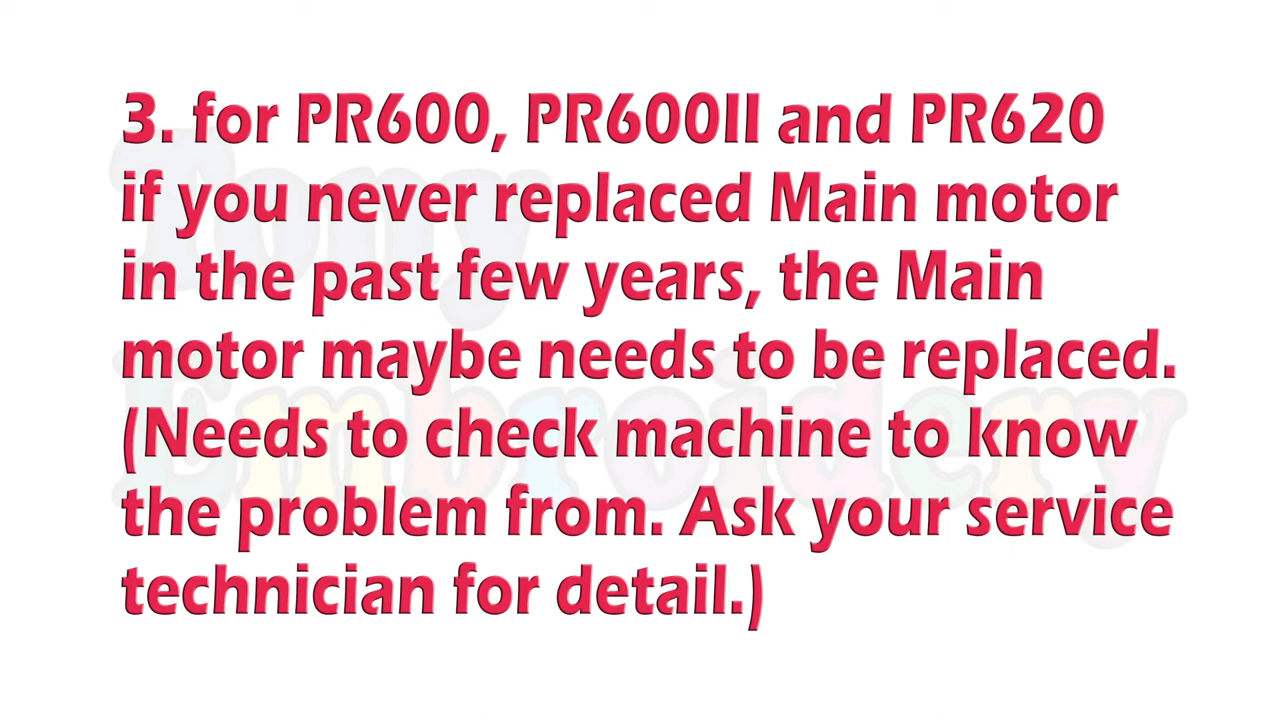 3. for PR600, PR600II and PR620
if you never replaced Main motor
in the past few years, the Main
motor maybe needs to be replaced.
(Needs to check machine to know
the problem from. Ask your service
technician for detail.)
Tony
Embroidery